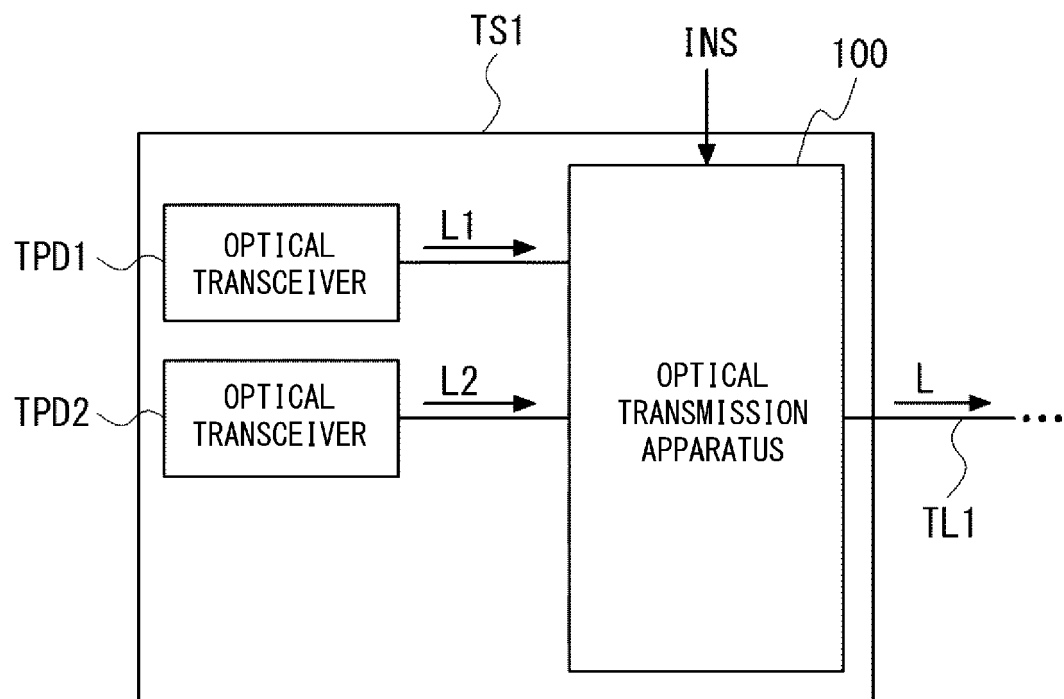 TS1
INS
100
TPD1
OPTICAL
TRANSCEIVER
L1
TPD2
OPTICAL
TRANSCEIVER
L2
OPTICAL
TRANSMISSION
APPARATUS
L
...
TL1